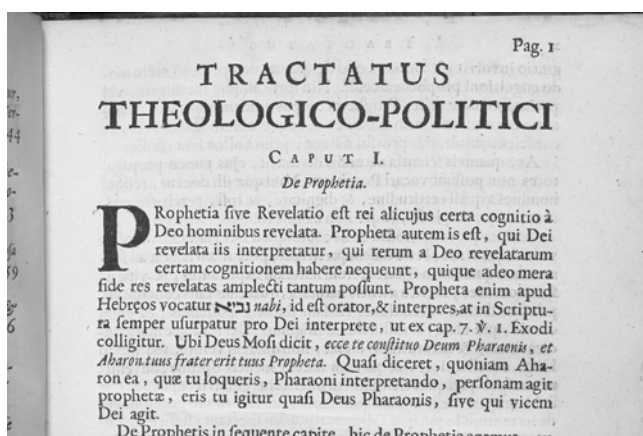 Pag. 1
TRACTATUS
THEOLOGICO-POLITICI
CAPUT I.
De Prophetia.
PRophetia ſive Revelatio eſt rei alicujus certa cognitio à
Deo hominibus revelata. Propheta autem is eſt, qui Dei
revelata iis interpretatur, qui rerum a Deo revelatarum
certam cognitionem habere nequeunt, quique adeo mera
fide res revelatas amplecti tantum poſſunt. Propheta enim apud
Hebręos vocatur נביא nabi, id eſt orator, & interpres, at in Scriptu-
ra ſemper uſurpatur pro Dei interprete, ut ex cap. 7. ℣. 1. Exodi
colligitur. Ubi Deus Moſi dicit, ecce te conſtituo Deum Pharaonis, et
Aharon tuus frater erit tuus Propheta. Quaſi diceret, quoniam Aha-
ron ea, quæ tu loqueris, Pharaoni interpretando, perſonam agit
prophetæ, eris tu igitur quaſi Deus Pharaonis, ſive qui vicem
Dei agit.
De Prophetis in ſequente capite, hic de Prophetia agemus
44
3
59
6